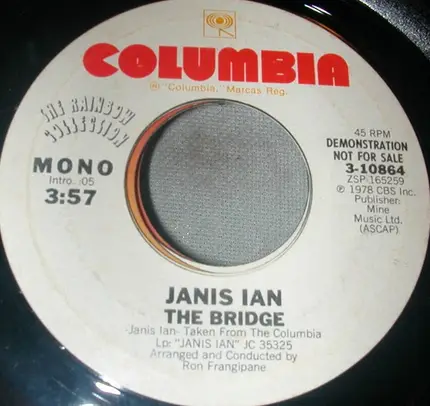 COLUMBIA
® "Columbia," Marcas Reg.
THE RAINBOW
COLLECTION
MONO
Intro. :05
3:57
45 RPM
DEMONSTRATION
NOT FOR SALE
3-10864
ZSP 165259
℗ 1978 CBS Inc.
Publisher:
Mine
Music Ltd.
(ASCAP)
JANIS IAN
THE BRIDGE
-Janis Ian- Taken From The Columbia
Lp: "JANIS IAN" JC 35325
Arranged and Conducted by
Ron Frangipane